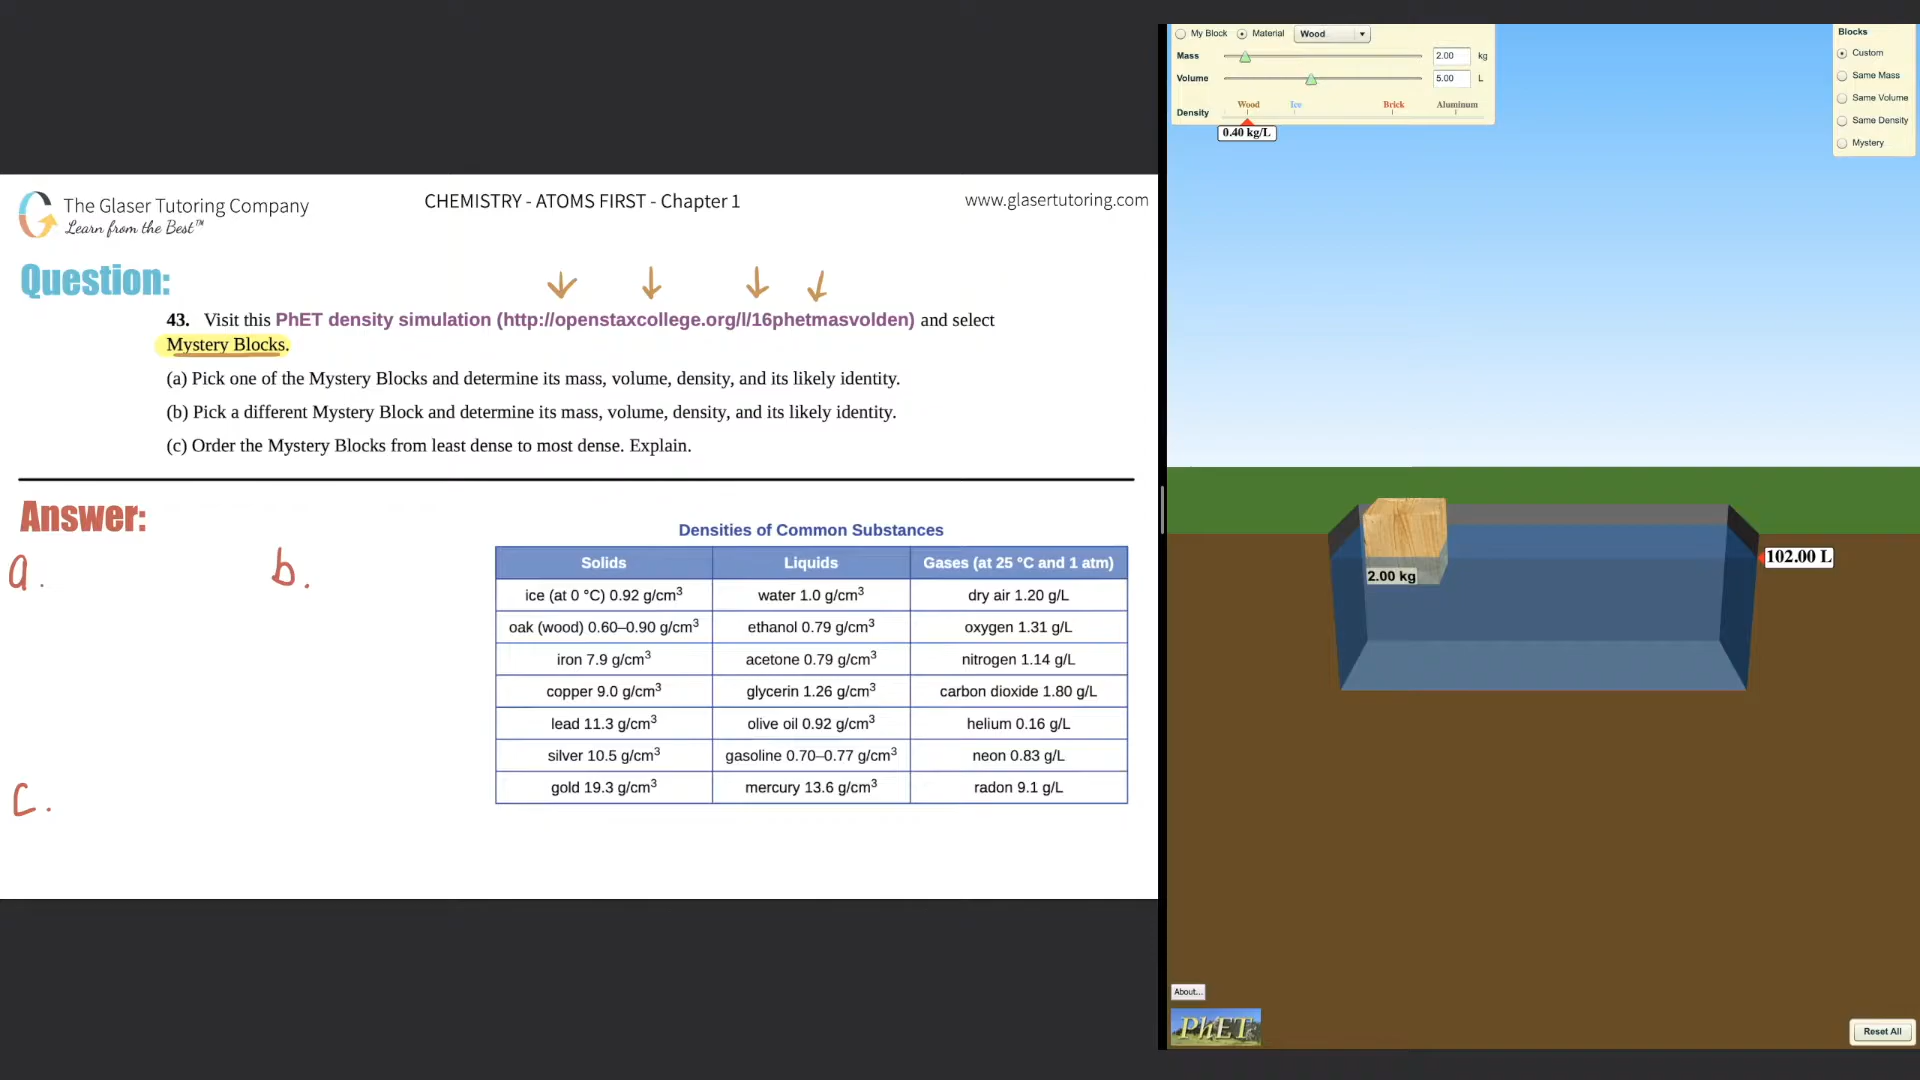 The Glaser Tutoring Company
Learn from the Best™
CHEMISTRY - ATOMS FIRST - Chapter 1
www.glasertutoring.com
Question:
43. Visit this PhET density simulation (http://openstaxcollege.org/l/16phetmasvolden) and select
Mystery Blocks.
(a) Pick one of the Mystery Blocks and determine its mass, volume, density, and its likely identity.
(b) Pick a different Mystery Block and determine its mass, volume, density, and its likely identity.
(c) Order the Mystery Blocks from least dense to most dense. Explain.
Answer:
a.
b.
c.
Densities of Common Substances
Solids Liquids Gases (at 25 °C and 1 atm)
ice (at 0 °C) 0.92 g/cm³ water 1.0 g/cm³ dry air 1.20 g/L
oak (wood) 0.60–0.90 g/cm³ ethanol 0.79 g/cm³ oxygen 1.31 g/L
iron 7.9 g/cm³ acetone 0.79 g/cm³ nitrogen 1.14 g/L
copper 9.0 g/cm³ glycerin 1.26 g/cm³ carbon dioxide 1.80 g/L
lead 11.3 g/cm³ olive oil 0.92 g/cm³ helium 0.16 g/L
silver 10.5 g/cm³ gasoline 0.70–0.77 g/cm³ neon 0.83 g/L
gold 19.3 g/cm³ mercury 13.6 g/cm³ radon 9.1 g/L
My Block Material Wood
Mass 2.00 kg
Volume 5.00 L
Wood Ice Brick Aluminum
Density
0.40 kg/L
Blocks
Custom
Same Mass
Same Volume
Same Density
Mystery
2.00 kg
102.00 L
About...
PhET
Reset All